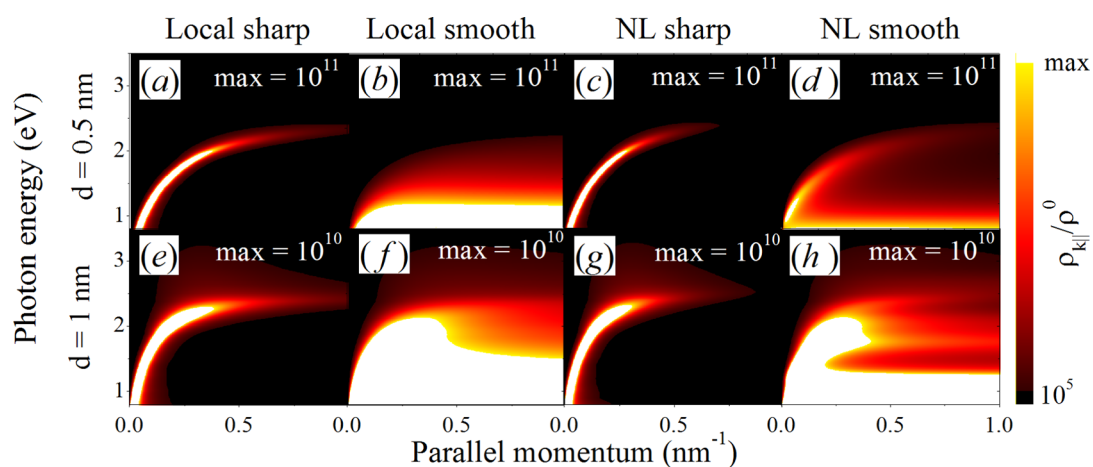 Local sharp Local smooth NL sharp NL smooth
Photon energy (eV)
d = 0.5 nm
3
2
1
(a) max = 10^11
(b) max = 10^11
(c) max = 10^11
(d) max = 10^11
d = 1 nm
3
2
1
(e) max = 10^10
(f) max = 10^10
(g) max = 10^10
(h) max = 10^10
0.0 0.5 0.0 0.5 0.0 0.5 0.0 0.5 1.0
Parallel momentum (nm^-1)
max
ρ_k||/ρ^0
10^5